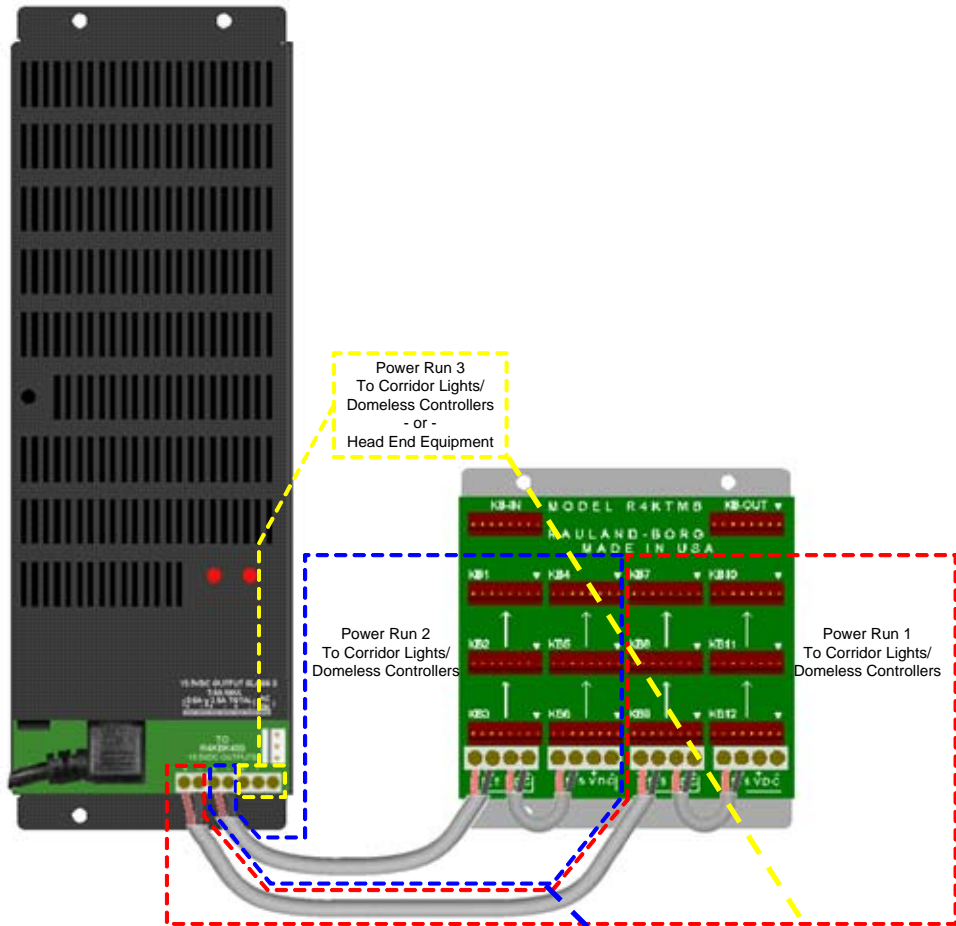 Power Run 3
To Corridor Lights/
Domeless Controllers
- or -
Head End Equipment
KB-IN
MODEL R4KTMB
KB-OUT
RAULAND-BORG
MADE IN USA
KB1
KB4
KB7
KB10
Power Run 2
To Corridor Lights/
Domeless Controllers
KB2
KB5
KB8
KB11
Power Run 1
To Corridor Lights/
Domeless Controllers
KB3
KB6
KB9
KB12
TO
VDC
VDC